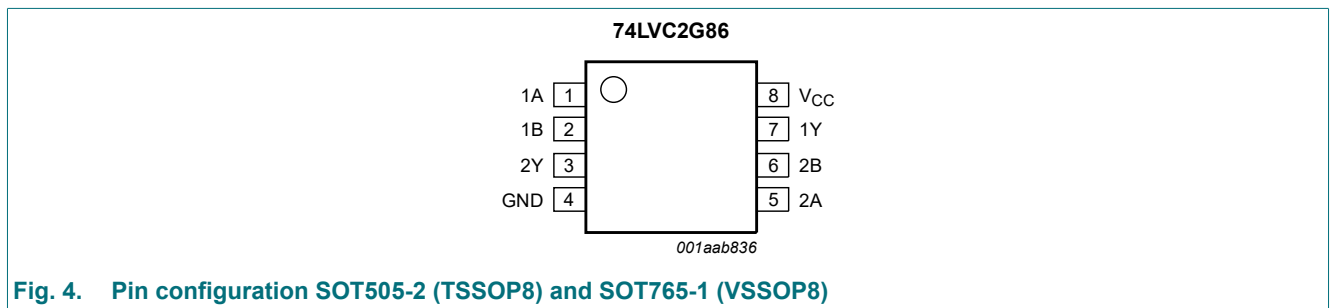 74LVC2G86
1A 1 8 VCC
1B 2 7 1Y
2Y 3 6 2B
GND 4 5 2A
001aab836
Fig. 4. Pin configuration SOT505-2 (TSSOP8) and SOT765-1 (VSSOP8)